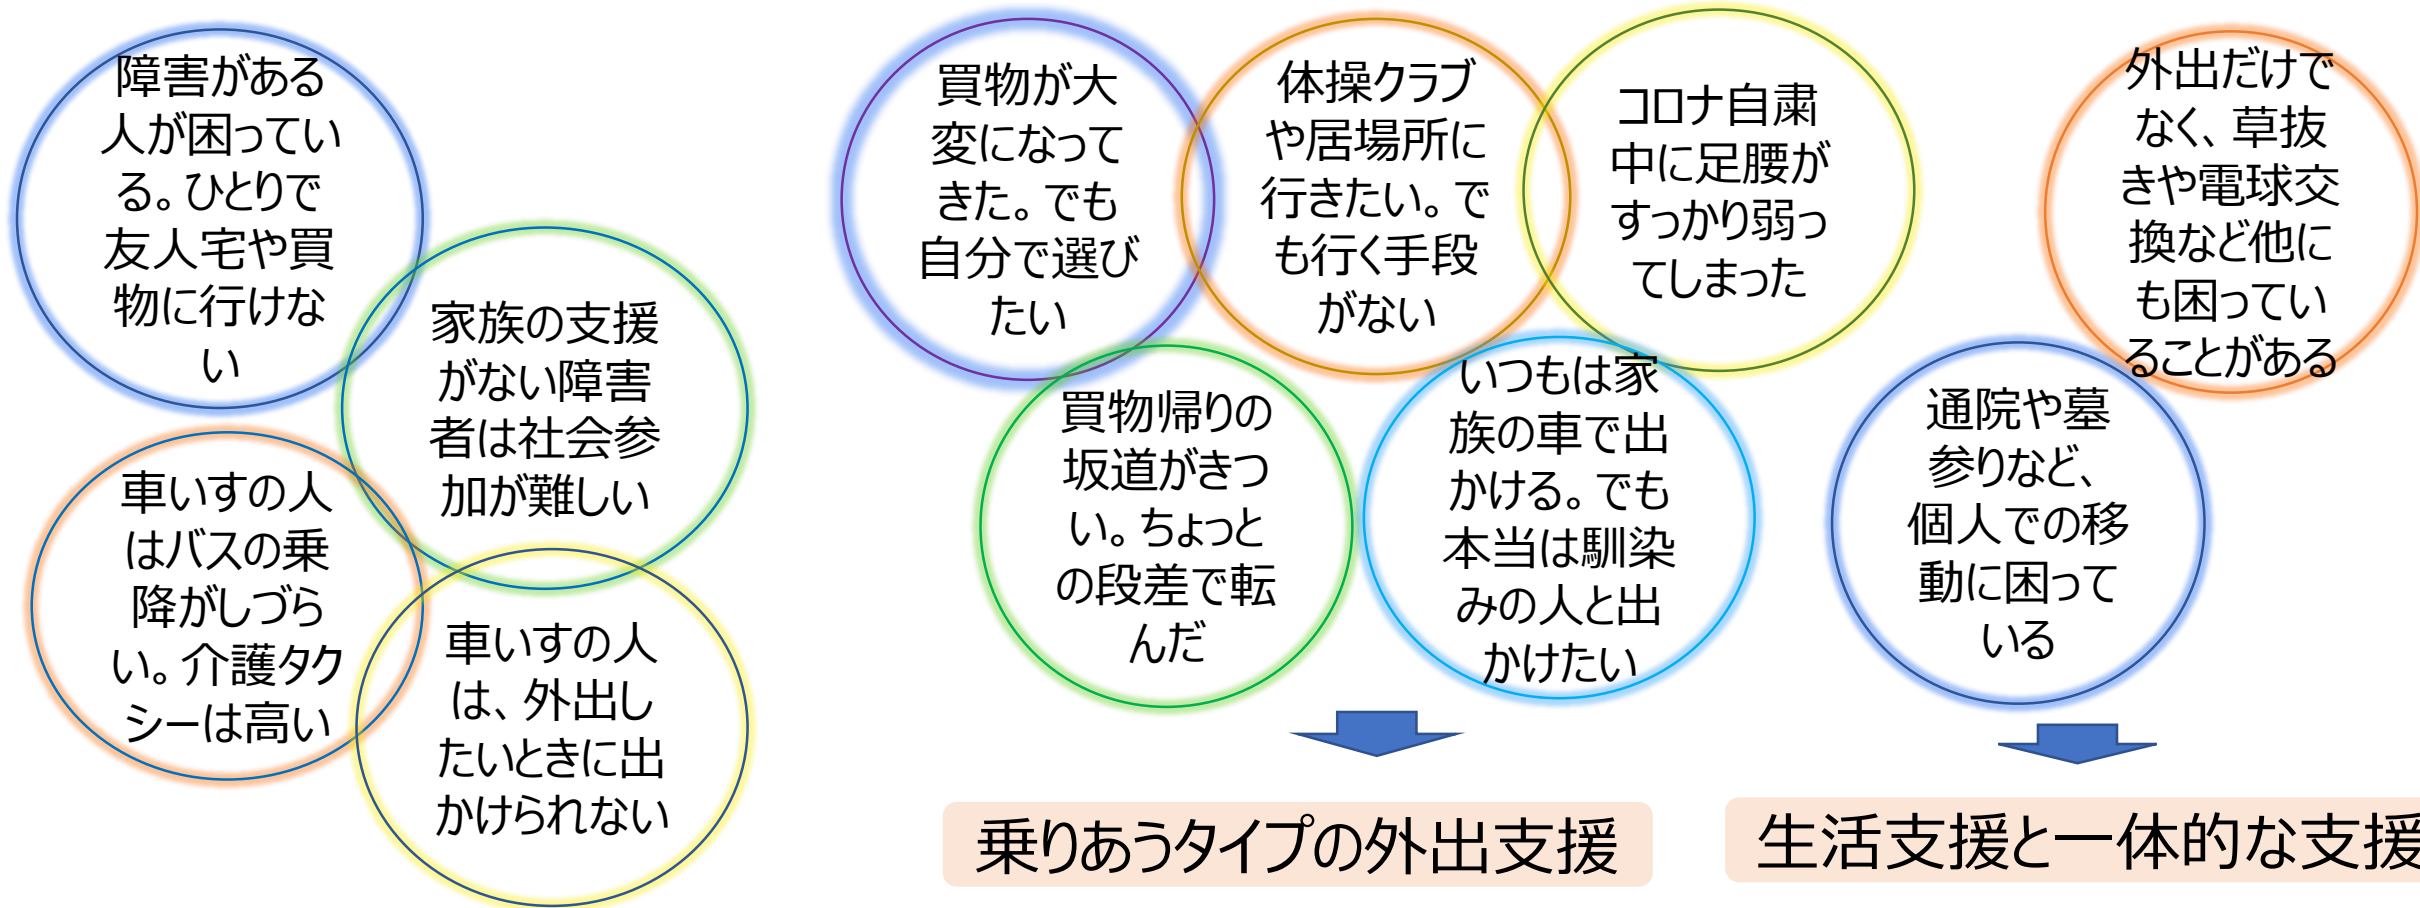 障害がある
人が困ってい
る。ひとりで
友人宅や買
物に行けな
い
家族の支援
がない障害
者は社会参
加が難しい
車いすの人
はバスの乗
降がしづら
い。介護タク
シーは高い
車いすの人
は、外出し
たいときに出
かけられない
買物が大
変になって
きた。でも
自分で選び
たい
体操クラブ
や居場所に
行きたい。で
も行く手段
がない
コロナ自粛
中に足腰が
すっかり弱っ
てしまった
買物帰りの
坂道がきつ
い。ちょっと
の段差で転
んだ
いつもは家
族の車で出
かける。でも
本当は馴染
みの人と出
かけたい
外出だけで
なく、草抜
きや電球交
換など他に
も困ってい
ることがある
通院や墓
参りなど、
個人での移
動に困って
いる
乗りあうタイプの外出支援
生活支援と一体的な支援